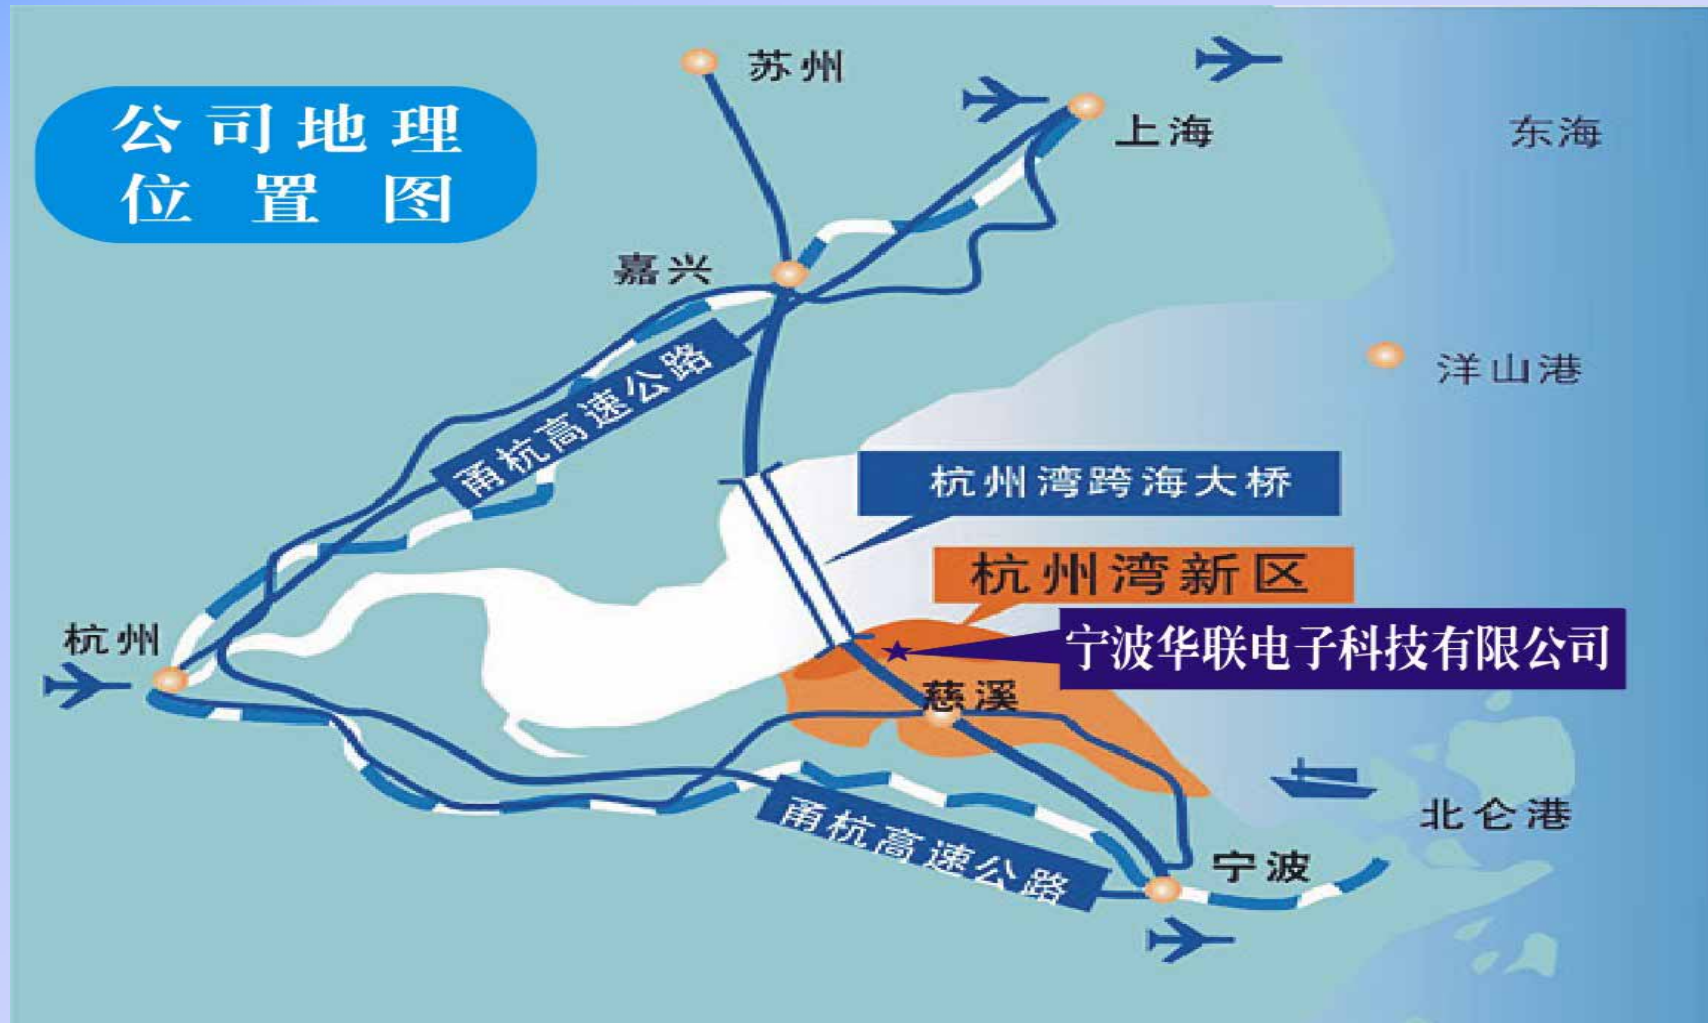 公司地理
位置图
苏州
上海
东海
嘉兴
洋山港
甬杭高速公路
杭州湾跨海大桥
杭州湾新区
宁波华联电子科技有限公司
杭州
慈溪
北仑港
甬杭高速公路
宁波